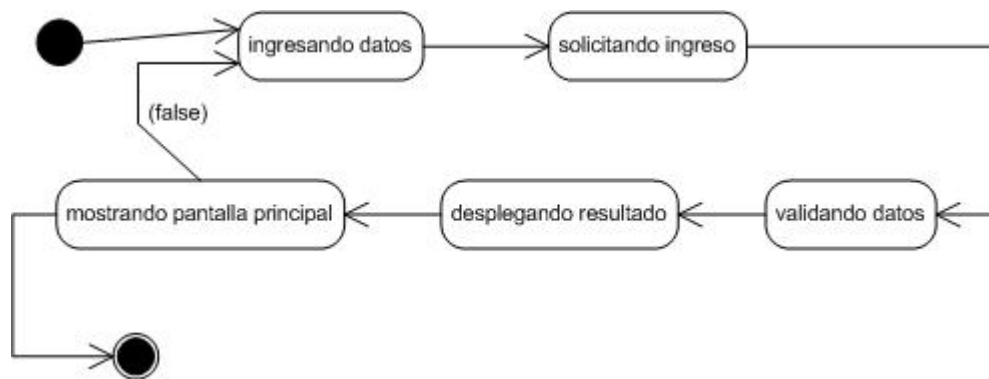 ingresando datos
solicitando ingreso
(false)
mostrando pantalla principal
desplegando resultado
validando datos